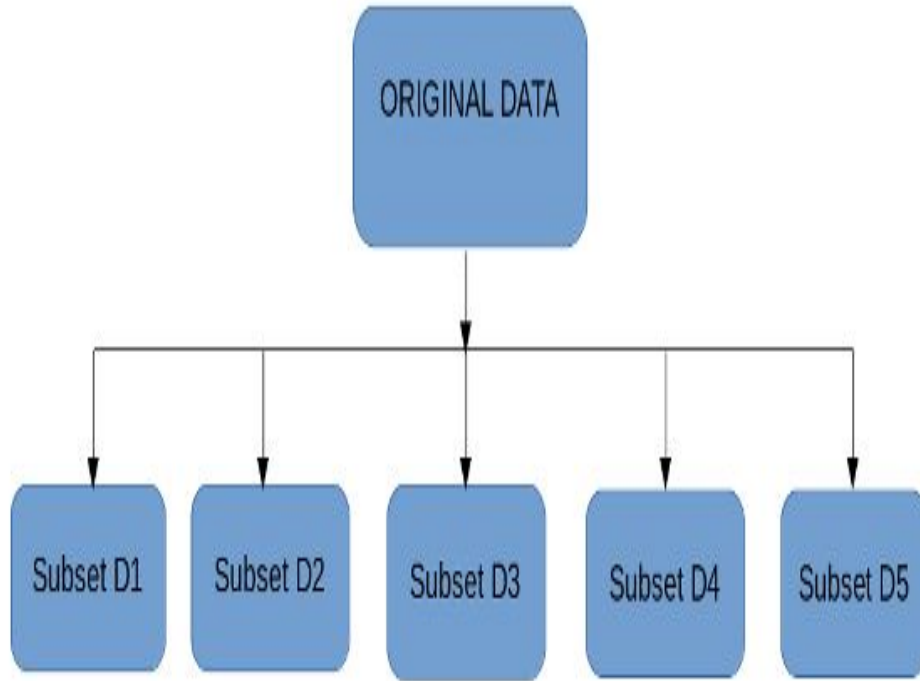 ORIGINAL DATA
Subset D1
Subset D2
Subset D3
Subset D4
Subset D5